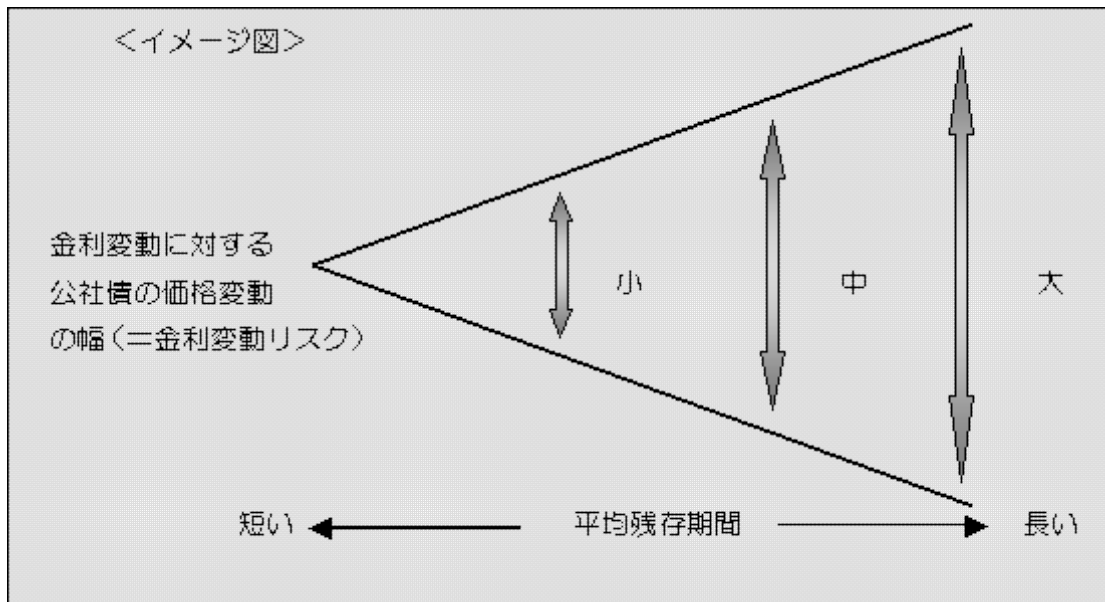 ＜イメージ図＞
金利変動に対する
公社債の価格変動
の幅（＝金利変動リスク）
小
中
大
短い
平均残存期間
長い